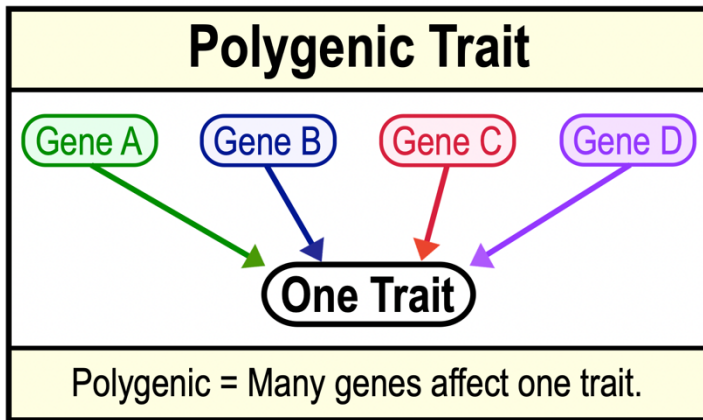 Polygenic Trait
Gene A Gene B Gene C Gene D
One Trait
Polygenic = Many genes affect one trait.